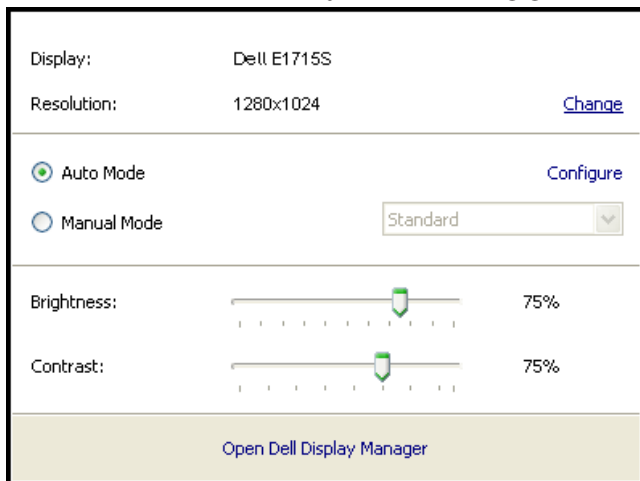 Display: Dell E1715S
Resolution: 1280x1024 Change
Auto Mode Configure
Manual Mode Standard
Brightness: 75%
Contrast: 75%
Open Dell Display Manager